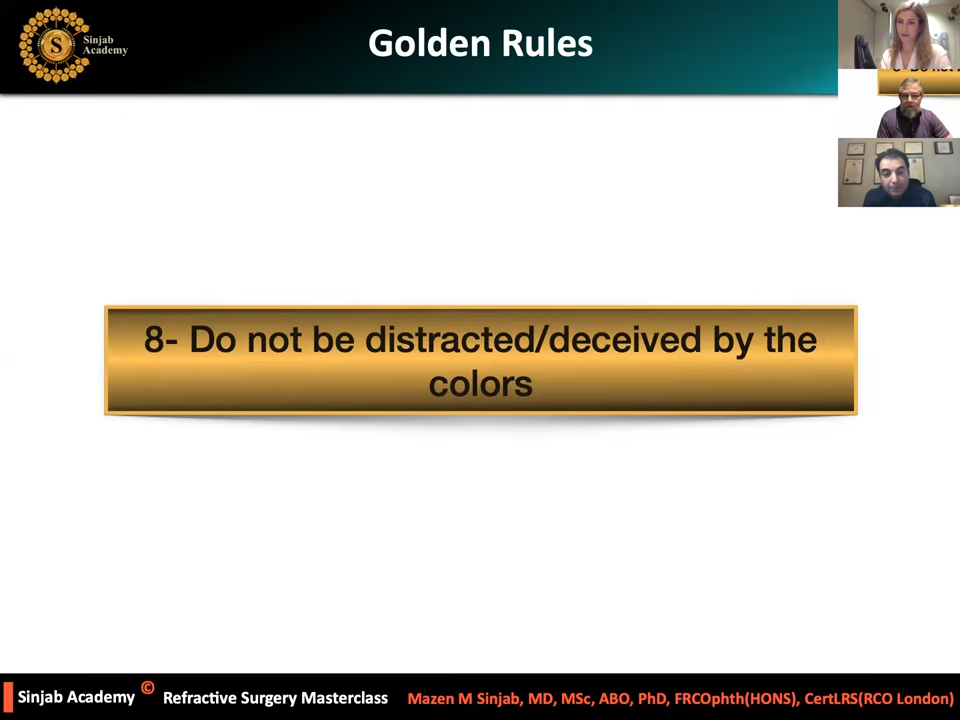 Sinjab
Academy
Golden Rules
8- Do not be distracted/deceived by the
colors
Sinjab Academy © Refractive Surgery Masterclass Mazen M Sinjab, MD, MSc, ABO, PhD, FRCOphth(HONS), CertLRS(RCO London)